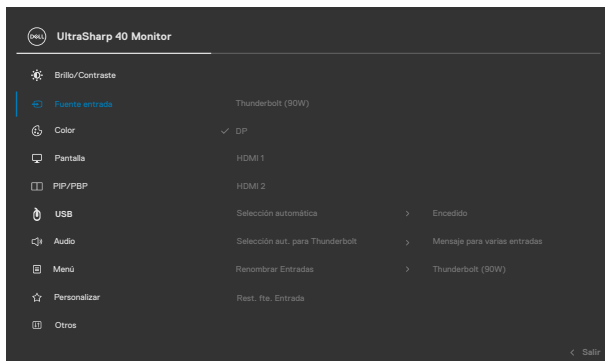 DELL UltraSharp 40 Monitor
Brillo/Contraste
Fuente entrada Thunderbolt (90W)
Color DP
Pantalla HDMI 1
PIP/PBP HDMI 2
USB Selección automática > Encedido
Audio Selección aut. para Thunderbolt > Mensaje para varias entradas
Menú Renombrar Entradas > Thunderbolt (90W)
Personalizar Rest. fte. Entrada
Otros
< Salir